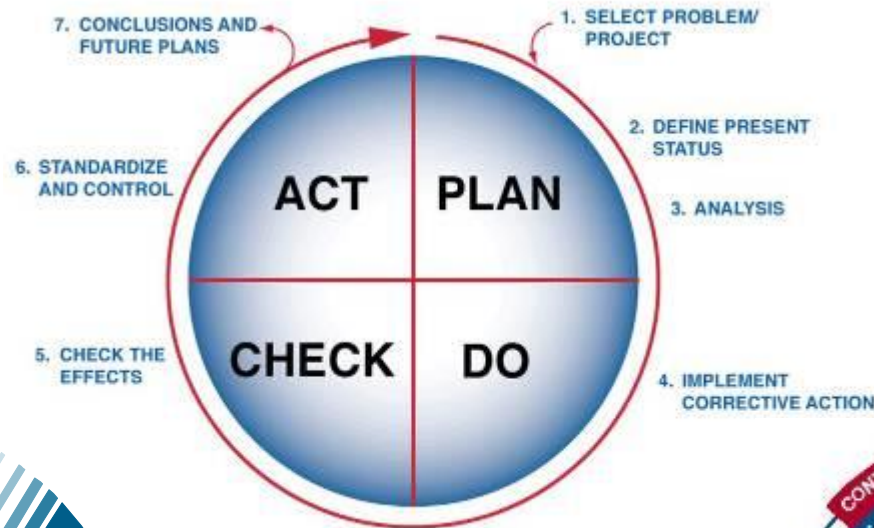 7. CONCLUSIONS AND
FUTURE PLANS
1. SELECT PROBLEM/
PROJECT
2. DEFINE PRESENT
STATUS
6. STANDARDIZE
AND CONTROL
ACT
PLAN
3. ANALYSIS
5. CHECK THE
EFFECTS
CHECK
DO
4. IMPLEMENT
CORRECTIVE ACTION